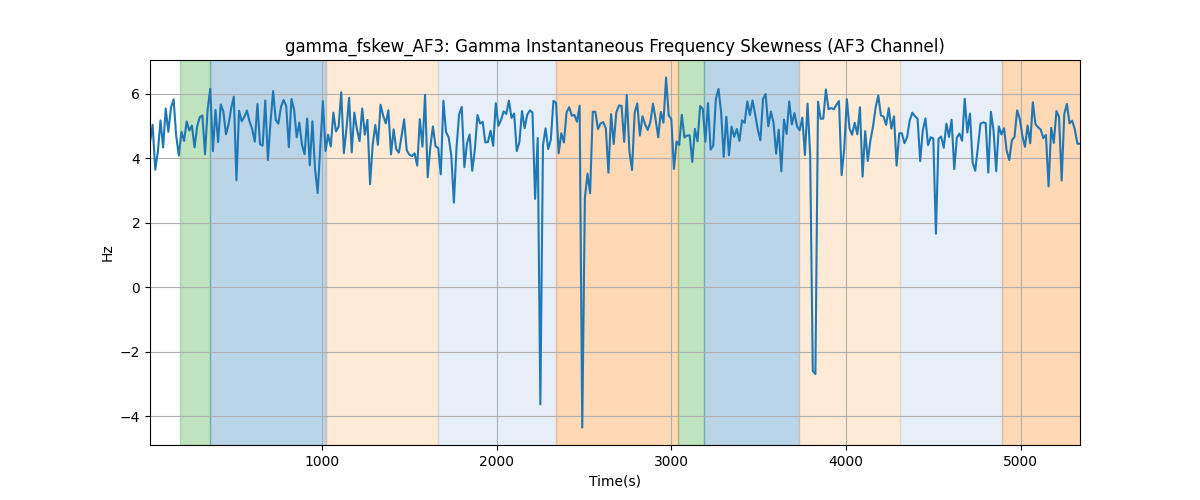 gamma_fskew_AF3: Gamma Instantaneous Frequency Skewness (AF3 Channel)
6
4
2
0
−2
−4
Hz
1000 2000 3000 4000 5000
Time(s)